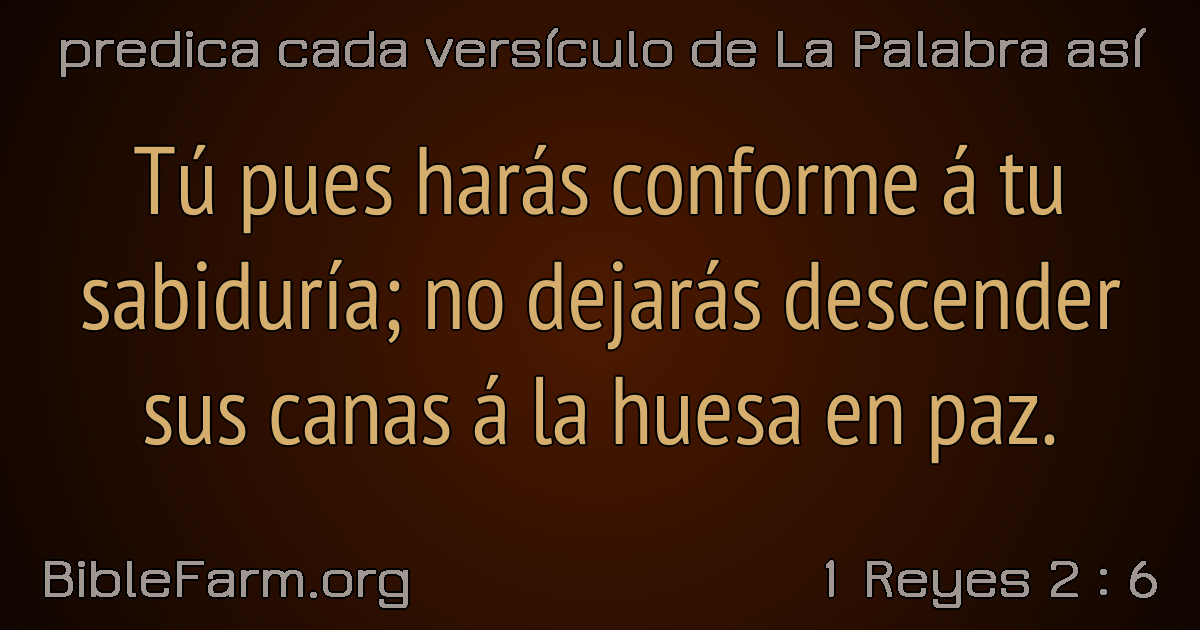 predica cada versículo de La Palabra así
Tú pues harás conforme á tu
sabiduría; no dejarás descender
sus canas á la huesa en paz.
BibleFarm.org
1 Reyes 2 : 6